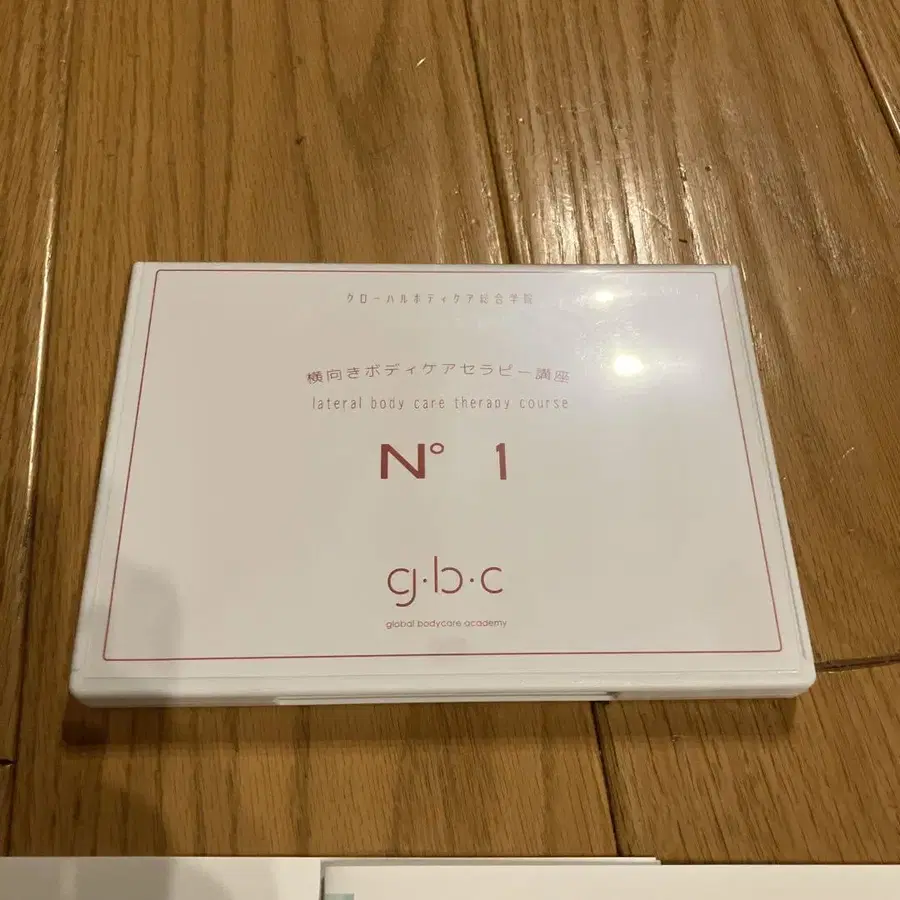 グローバルボディケア総合学院
横向きボディケアセラピー講座
lateral body care therapy course
N° 1
g・b・c
global bodycare academy